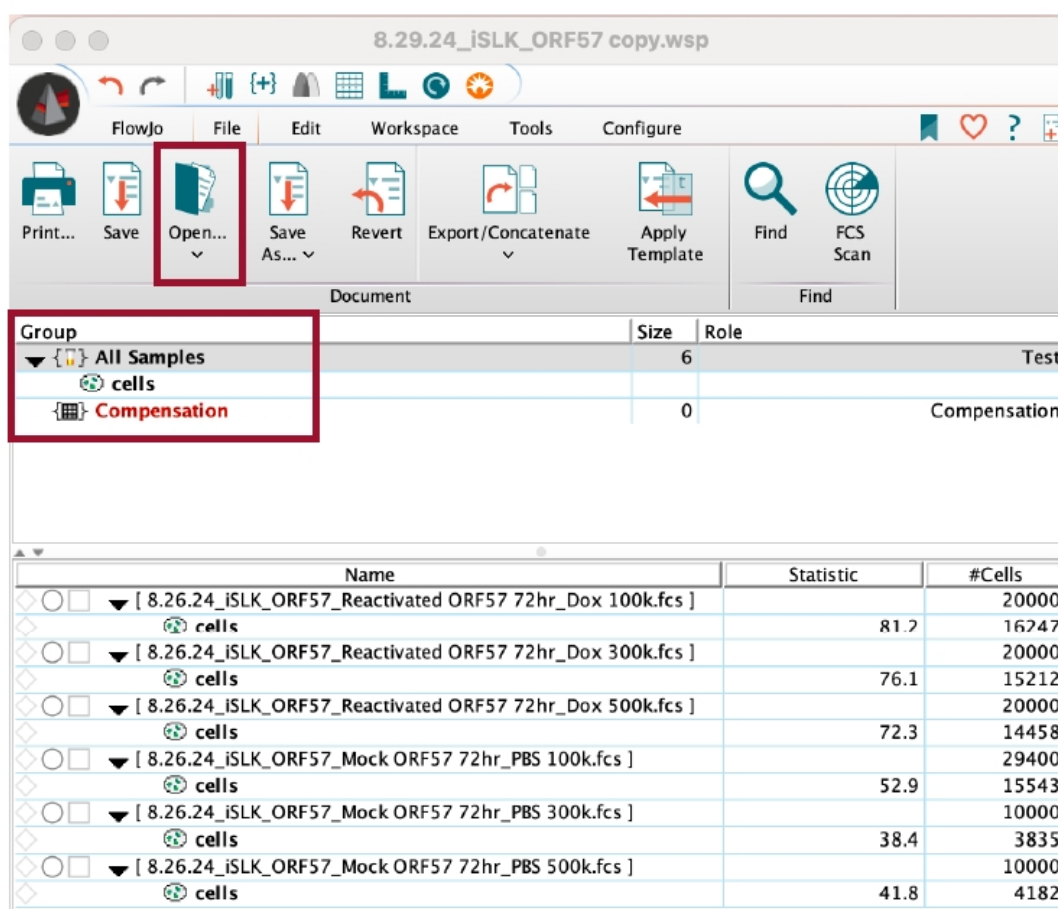 8.29.24_iSLK_ORF57 copy.wsp
FlowJo File Edit Workspace Tools Configure
Print... Save Open... Save As... Revert Export/Concatenate Apply Template Find FCS Scan
Document Find
Group Size Role
All Samples 6 Test
cells
Compensation 0 Compensation
Name Statistic #Cells
[ 8.26.24_iSLK_ORF57_Reactivated ORF57 72hr_Dox 100k.fcs ] 20000
cells 81.2 16247
[ 8.26.24_iSLK_ORF57_Reactivated ORF57 72hr_Dox 300k.fcs ] 20000
cells 76.1 15212
[ 8.26.24_iSLK_ORF57_Reactivated ORF57 72hr_Dox 500k.fcs ] 20000
cells 72.3 14458
[ 8.26.24_iSLK_ORF57_Mock ORF57 72hr_PBS 100k.fcs ] 29400
cells 52.9 15543
[ 8.26.24_iSLK_ORF57_Mock ORF57 72hr_PBS 300k.fcs ] 10000
cells 38.4 3835
[ 8.26.24_iSLK_ORF57_Mock ORF57 72hr_PBS 500k.fcs ] 10000
cells 41.8 4182